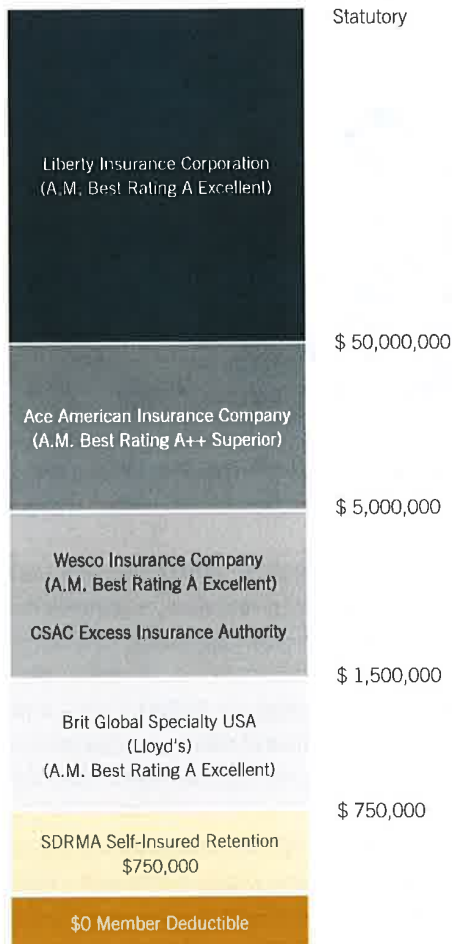 Statutory
Liberty Insurance Corporation
(A.M. Best Rating A Excellent)
$ 50,000,000
Ace American Insurance Company
(A.M. Best Rating A++ Superior)
$ 5,000,000
Wesco Insurance Company
(A.M. Best Rating A Excellent)
CSAC Excess Insurance Authority
$ 1,500,000
Brit Global Specialty USA
(Lloyd's)
(A.M. Best Rating A Excellent)
$ 750,000
SDRMA Self-Insured Retention
$750,000
$0 Member Deductible